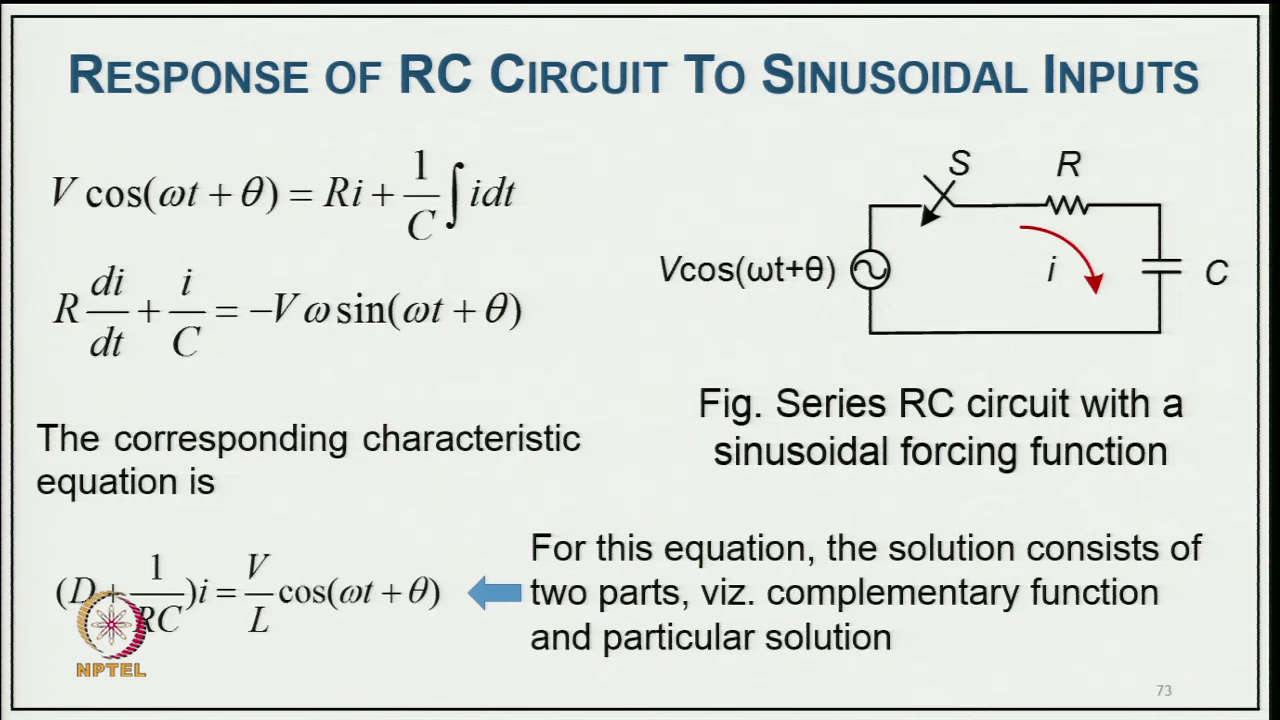 RESPONSE OF RC CIRCUIT TO SINUSOIDAL INPUTS
V cos(ωt + θ) = Ri + 1/C ∫ idt
R di/dt + i/C = −Vω sin(ωt + θ)
The corresponding characteristic
equation is
(D + 1/RC)i = V/L cos(ωt + θ)
S
R
Vcos(ωt+θ)
i
C
Fig. Series RC circuit with a
sinusoidal forcing function
For this equation, the solution consists of
two parts, viz. complementary function
and particular solution
NPTEL
73